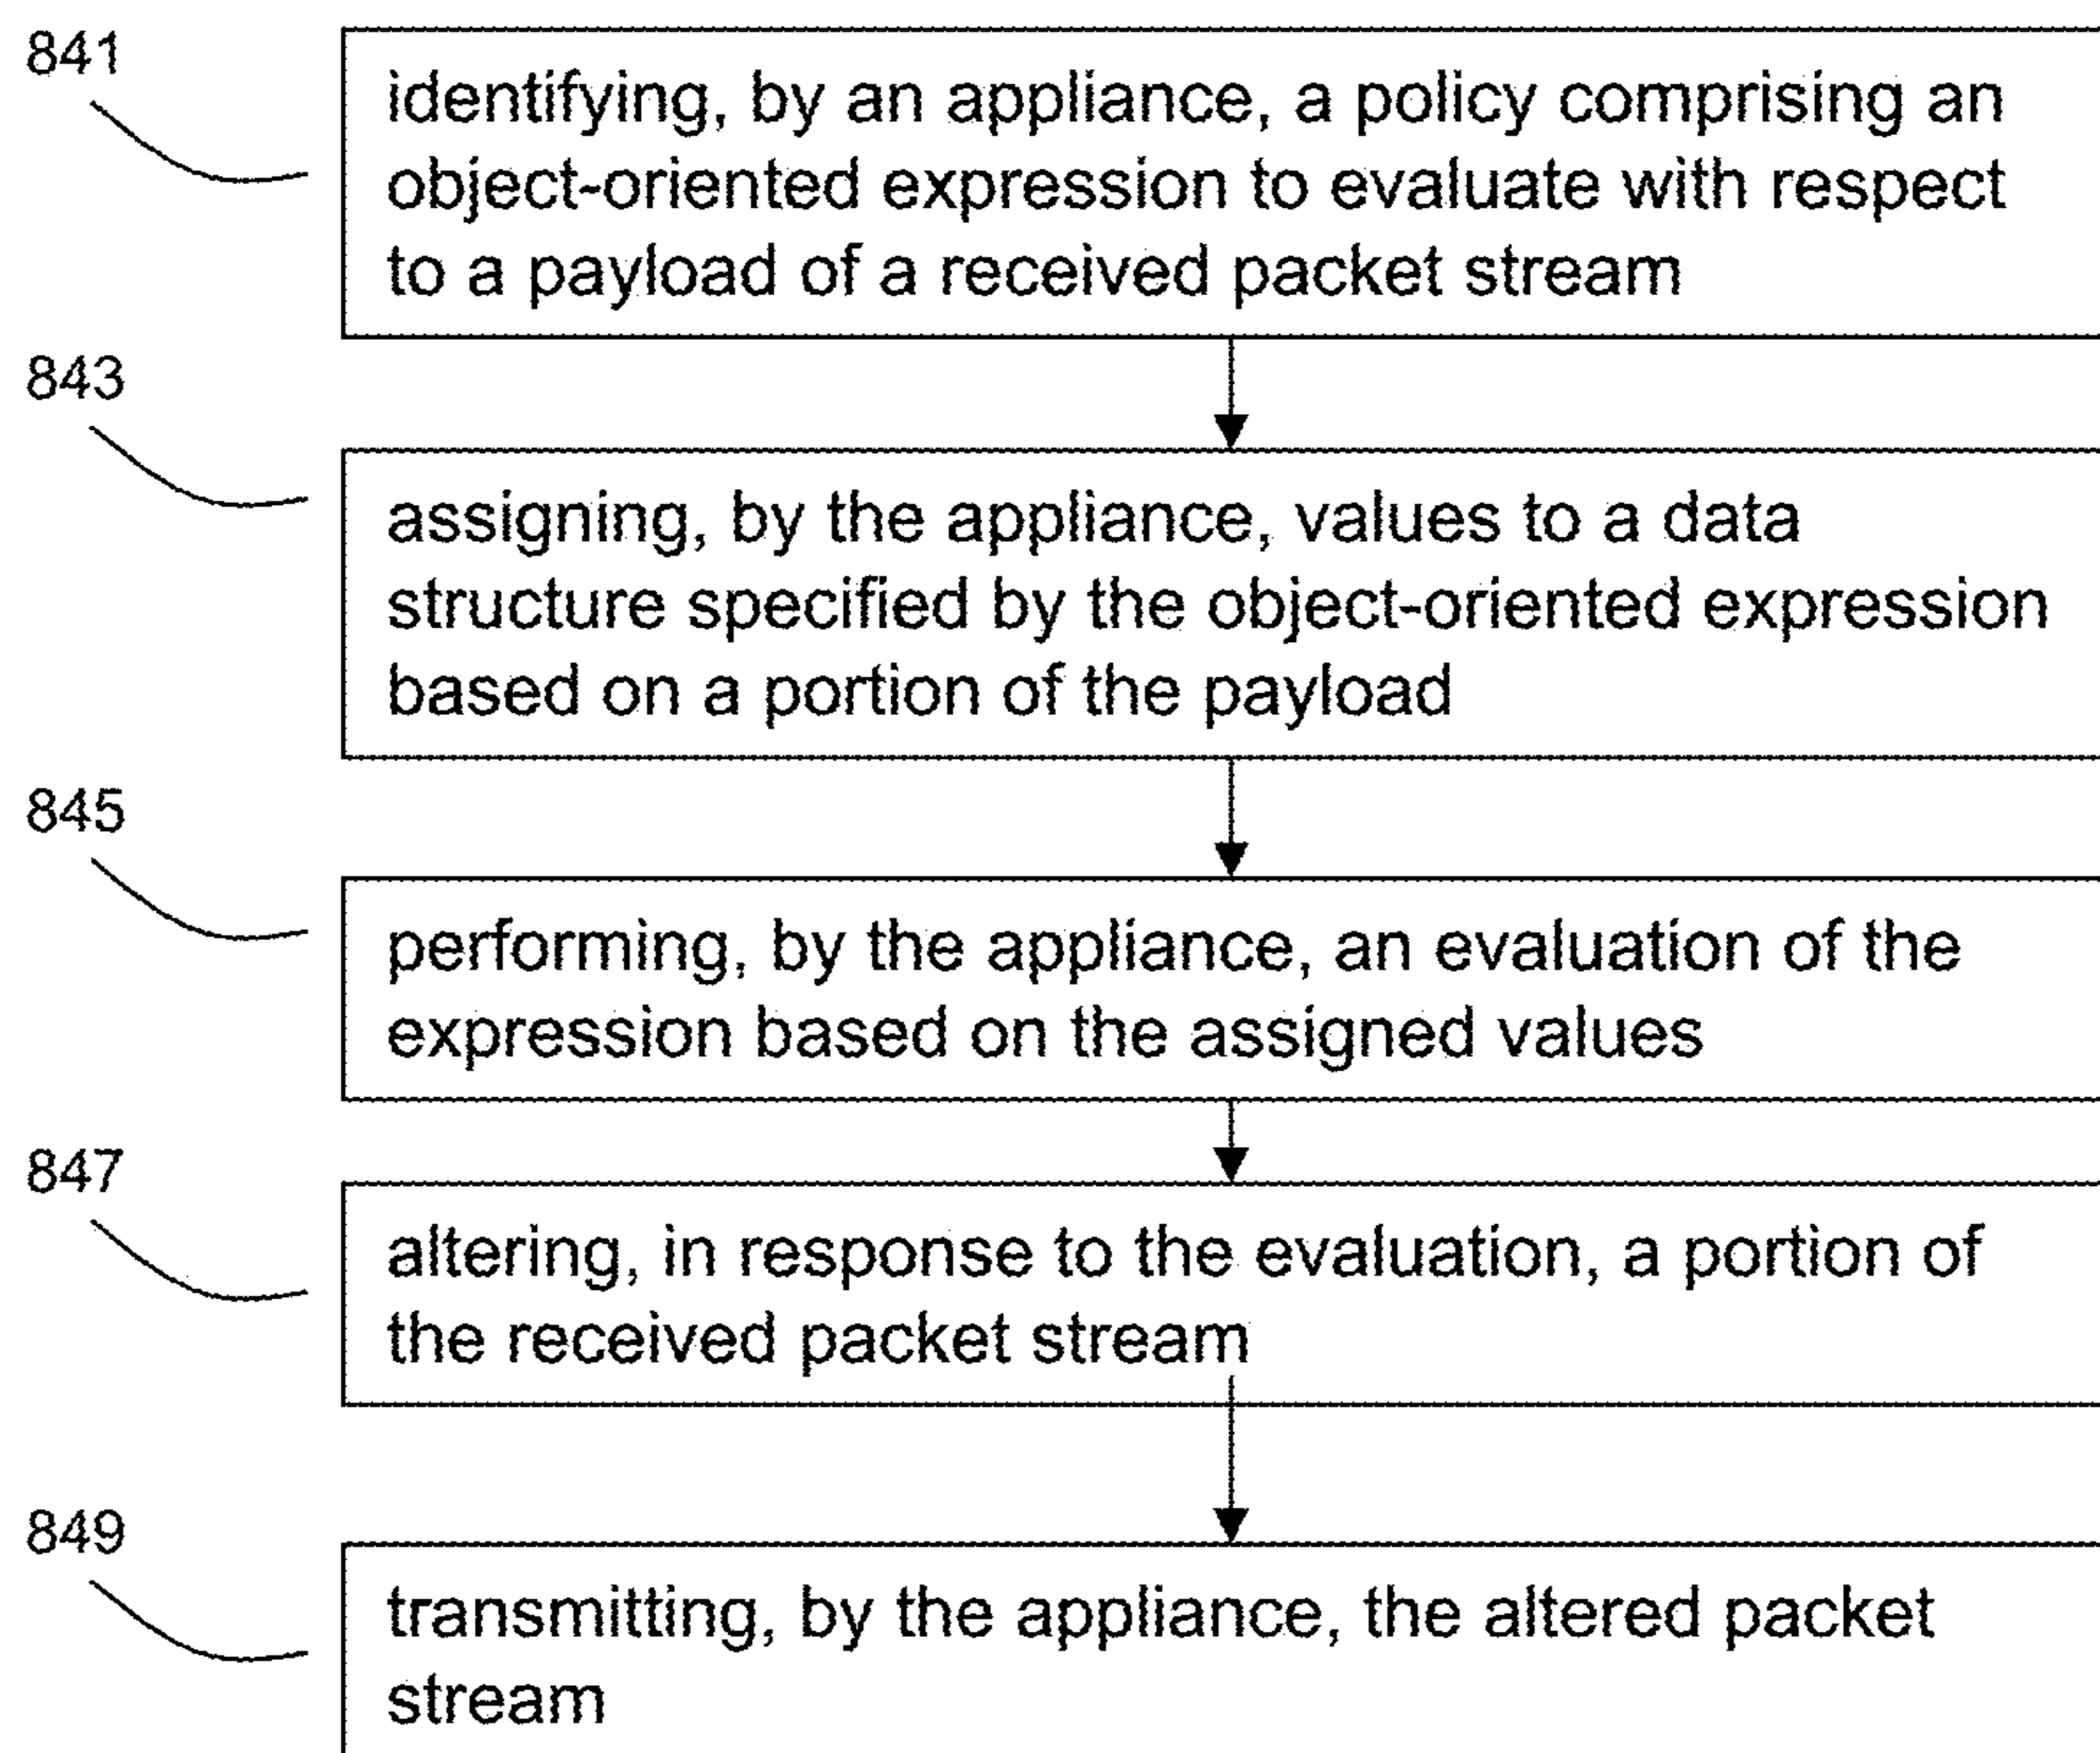 841
identifying, by an appliance, a policy comprising an
object-oriented expression to evaluate with respect
to a payload of a received packet stream
843
assigning, by the appliance, values to a data
structure specified by the object-oriented expression
based on a portion of the payload
845
performing, by the appliance, an evaluation of the
expression based on the assigned values
847
altering, in response to the evaluation, a portion of
the received packet stream
849
transmitting, by the appliance, the altered packet
stream